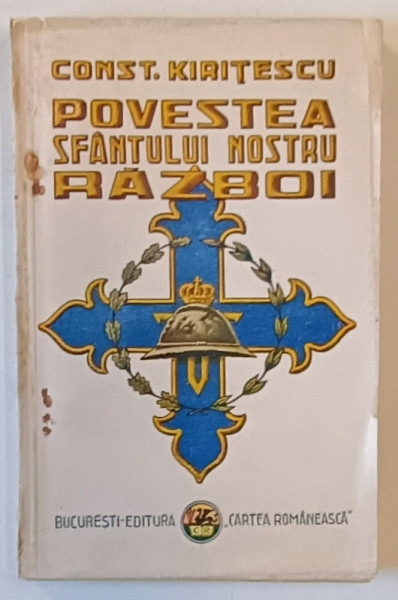 CONST. KIRIȚESCU
POVESTEA
SFÂNTULUI NOSTRU
RĂZBOI
BUCUREȘTI-EDITURA „CARTEA ROMÂNEASCĂ"
C R